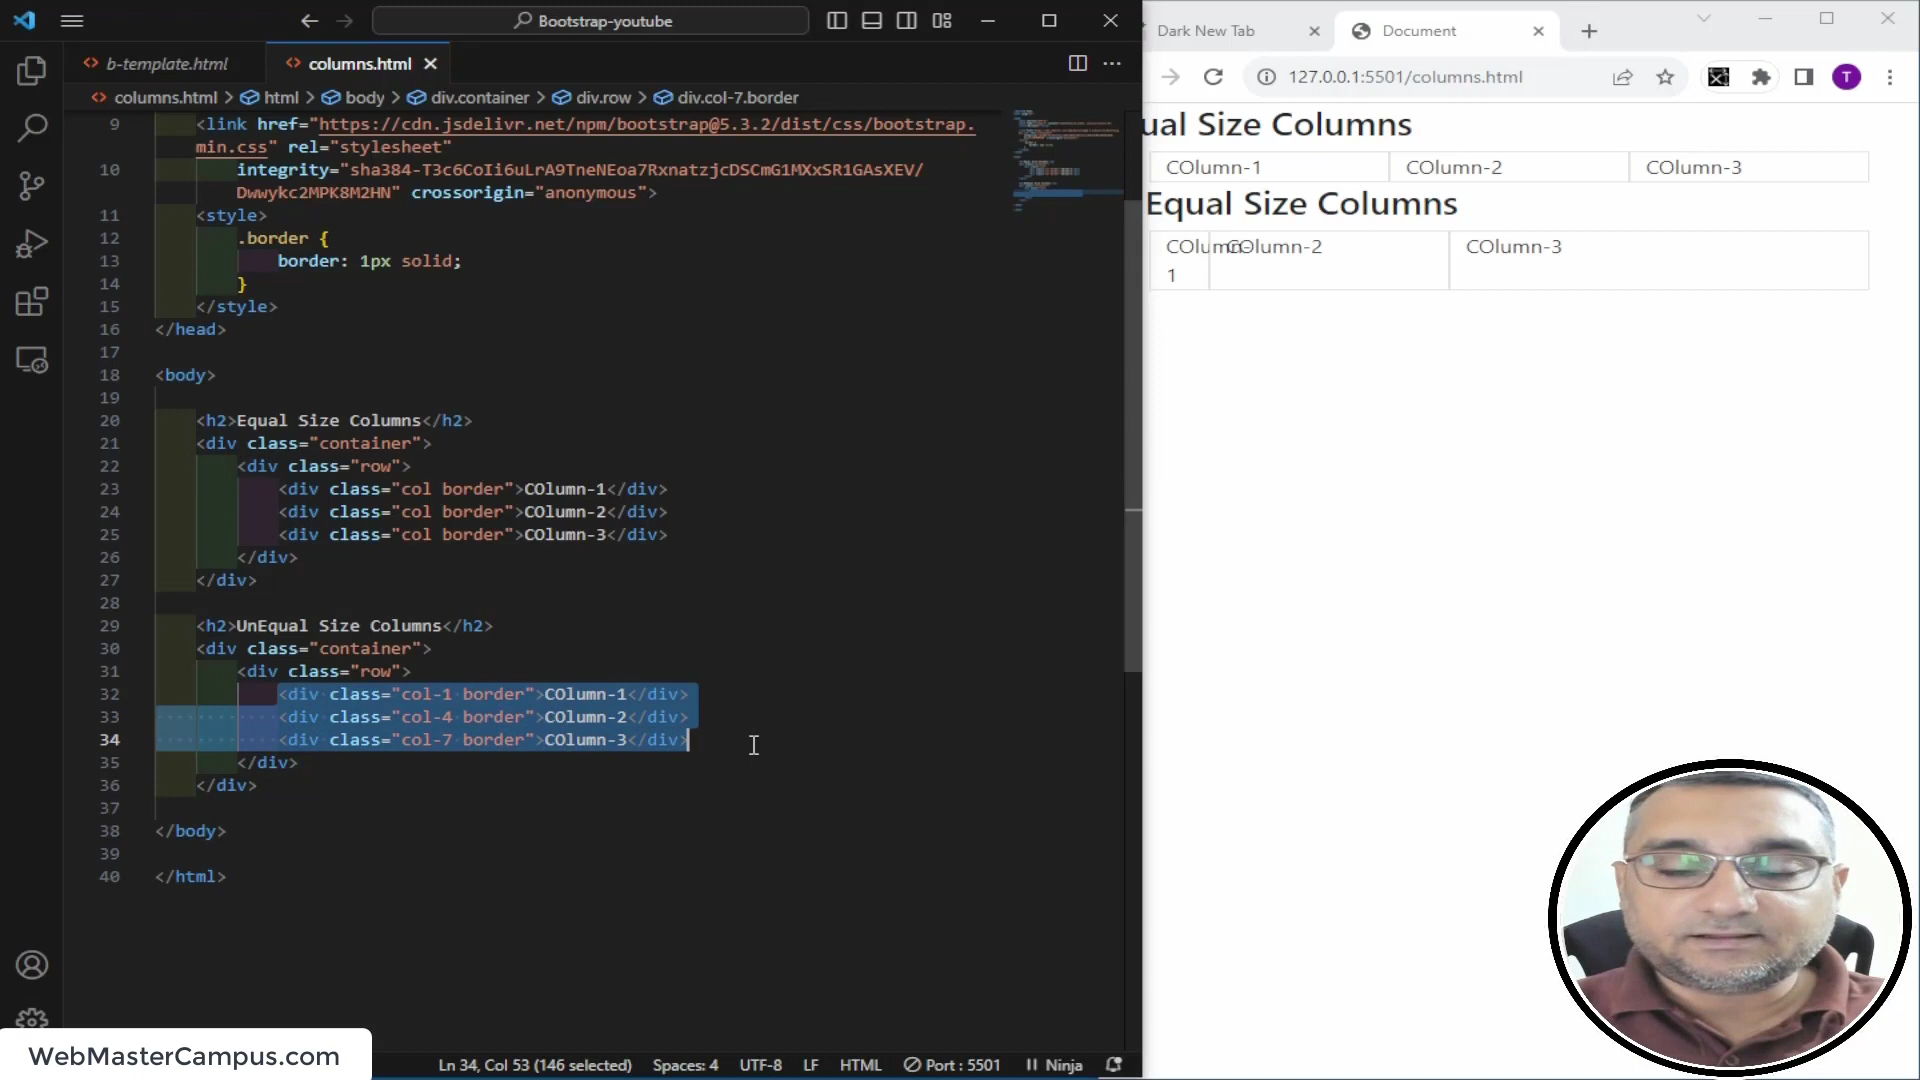 Bootstrap-youtube
b-template.html
columns.html
columns.html > html > body > div.container > div.row > div.col-7.border
9 <link href="https://cdn.jsdelivr.net/npm/bootstrap@5.3.2/dist/css/bootstrap.
min.css" rel="stylesheet"
10 integrity="sha384-T3c6CoIi6uLrA9TneNEoa7RxnatzjcDSCmG1MXxSR1GAsXEV/
Dwwykc2MPK8M2HN" crossorigin="anonymous">
11 <style>
12 .border {
13 border: 1px solid;
14 }
15 </style>
16 </head>
17
18 <body>
19
20 <h2>Equal Size Columns</h2>
21 <div class="container">
22 <div class="row">
23 <div class="col border">COlumn-1</div>
24 <div class="col border">COlumn-2</div>
25 <div class="col border">COlumn-3</div>
26 </div>
27 </div>
28
29 <h2>UnEqual Size Columns</h2>
30 <div class="container">
31 <div class="row">
32 <div class="col-1 border">COlumn-1</div>
33 <div class="col-4 border">COlumn-2</div>
34 <div class="col-7 border">COlumn-3</div>
35 </div>
36 </div>
37
38 </body>
39
40 </html>
Ln 34, Col 53 (146 selected) Spaces: 4 UTF-8 LF HTML Port : 5501 Ninja
WebMasterCampus.com
Dark New Tab
Document
127.0.0.1:5501/columns.html
T
ual Size Columns
COlumn-1 COlumn-2 COlumn-3
Equal Size Columns
COlumn- COlumn-2 COlumn-3
1